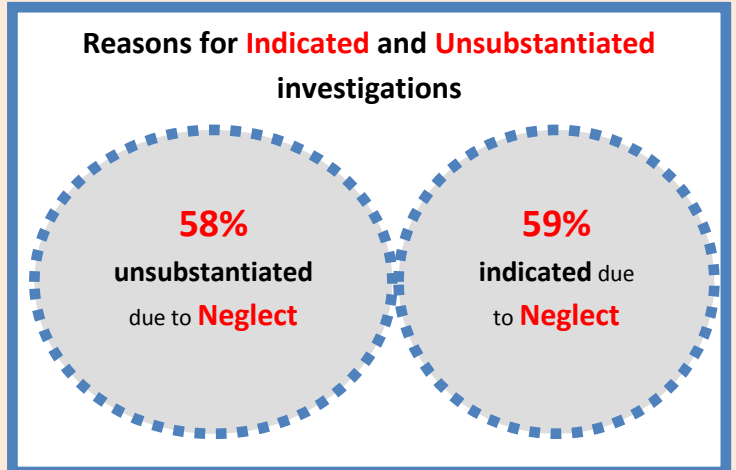 Reasons for Indicated and Unsubstantiated
investigations
58%
unsubstantiated
due to Neglect
59%
indicated due
to Neglect